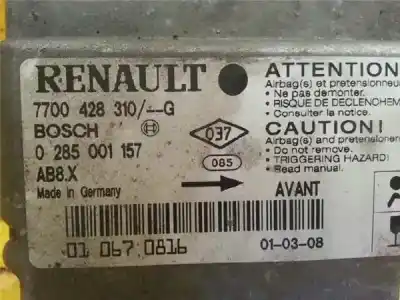 RENAULT
7700 428 310/--G
BOSCH
0 285 001 157
AB8.X
Made in Germany
037
085
AVANT
01 067 0816
01-03-08
ATTENTION
Airbag(s) et pretensionneur
• Ne pas demonter.
• RISQUE DE DECLENCHEM
• Consulter la notice.
CAUTION!
Airbag(s) and pretensioner
• Do not remove.
• TRIGGERING HAZARD!
• Read manual.